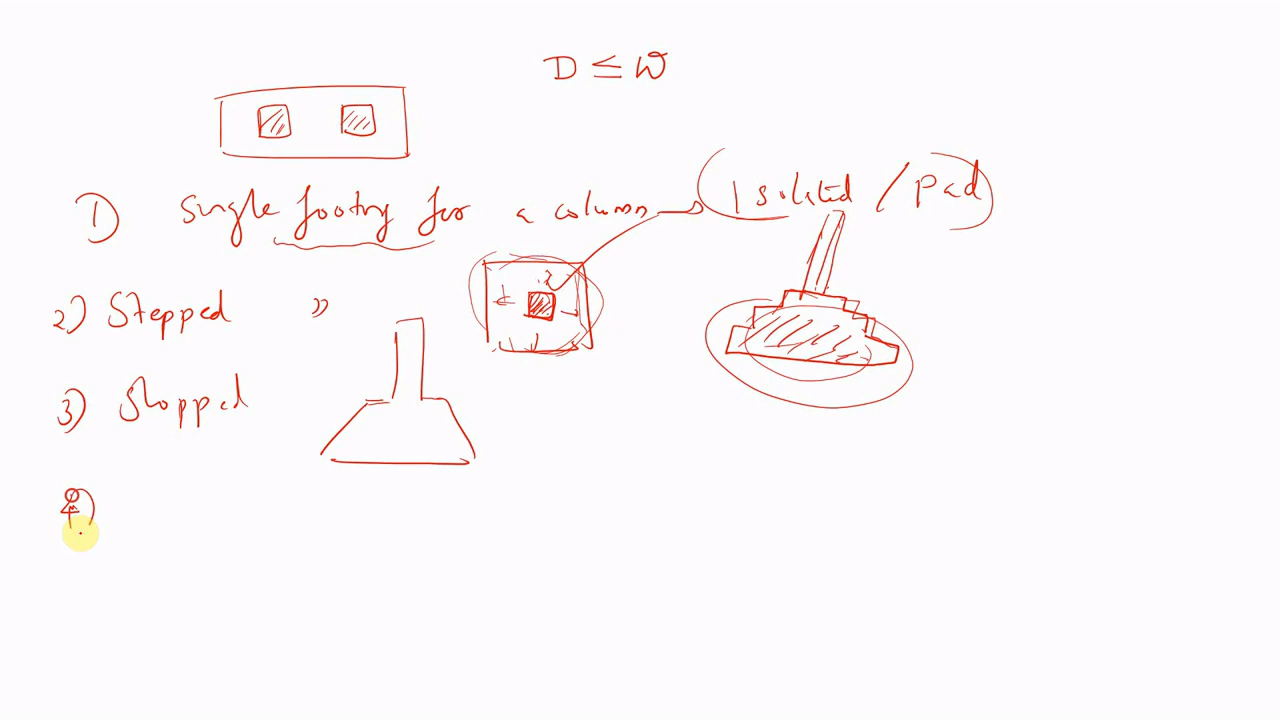 D ≤ W
1) Single footing for a column (Isolated / Pad)
2) Stepped "
3) Slopped
4)